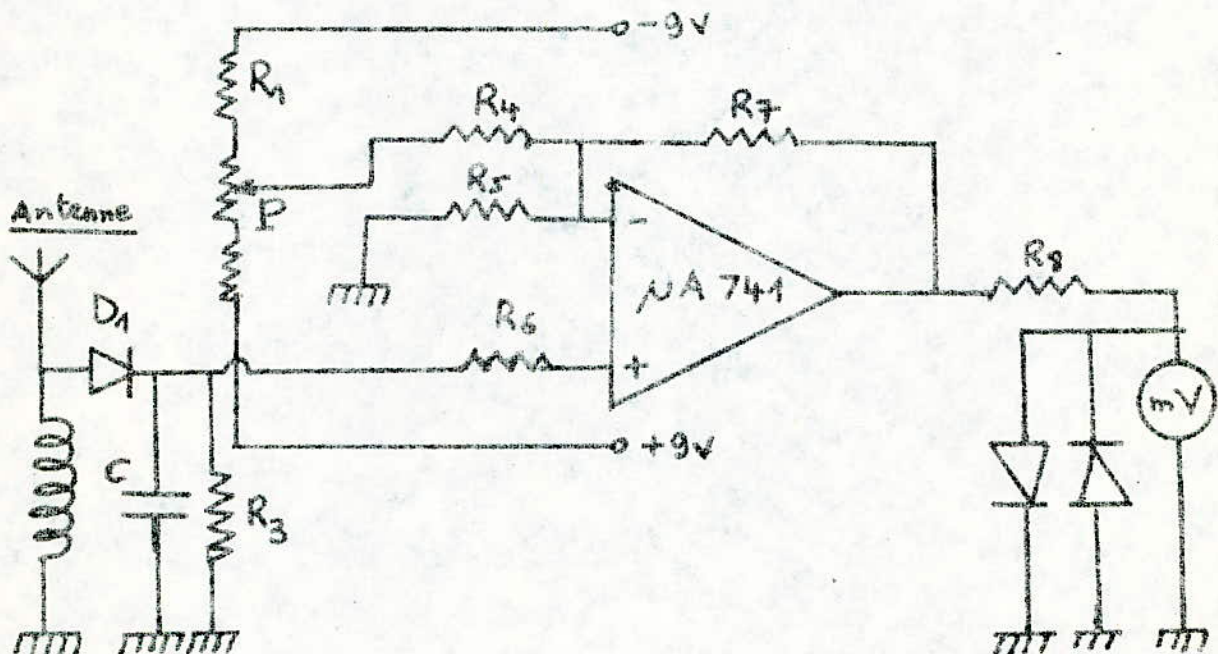 -9V
R1
R4
R7
R5
P
Antenne
-
μA 741
R8
D1
R6
+
mV
+9V
C
R3